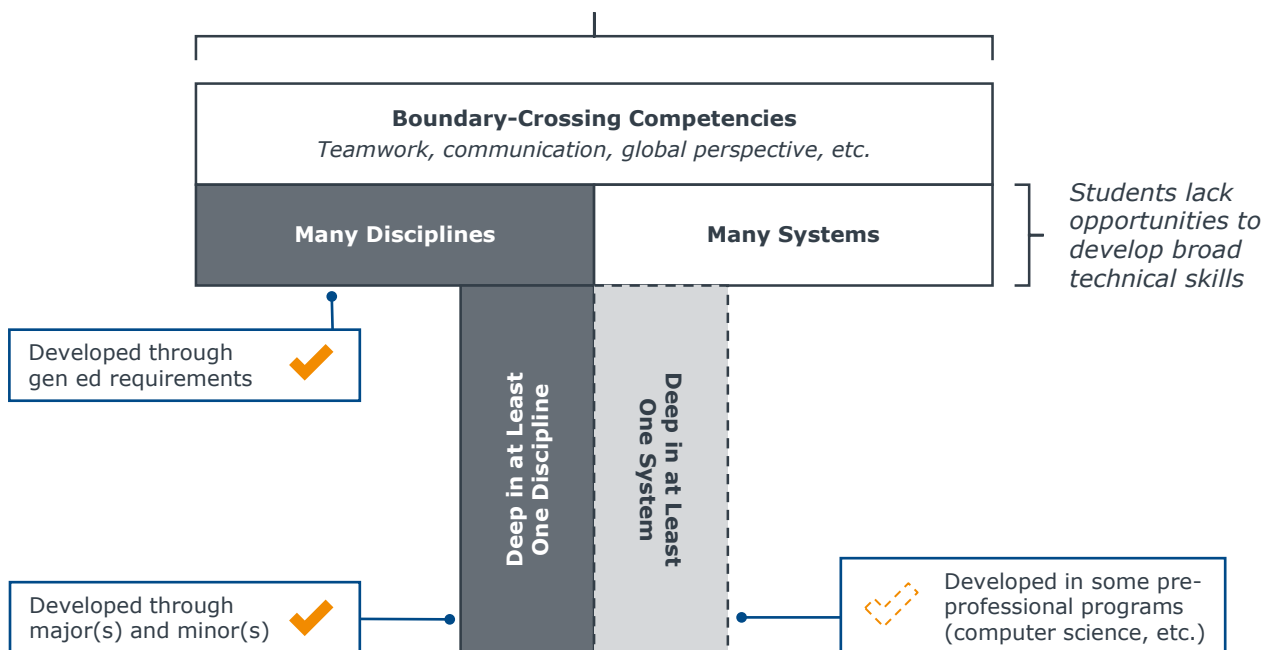 Boundary-Crossing Competencies
Teamwork, communication, global perspective, etc.
Many Disciplines
Many Systems
Students lack
opportunities to
develop broad
technical skills
Developed through
gen ed requirements
Deep in at Least
One Discipline
Deep in at Least
One System
Developed through
major(s) and minor(s)
Developed in some pre-
professional programs
(computer science, etc.)